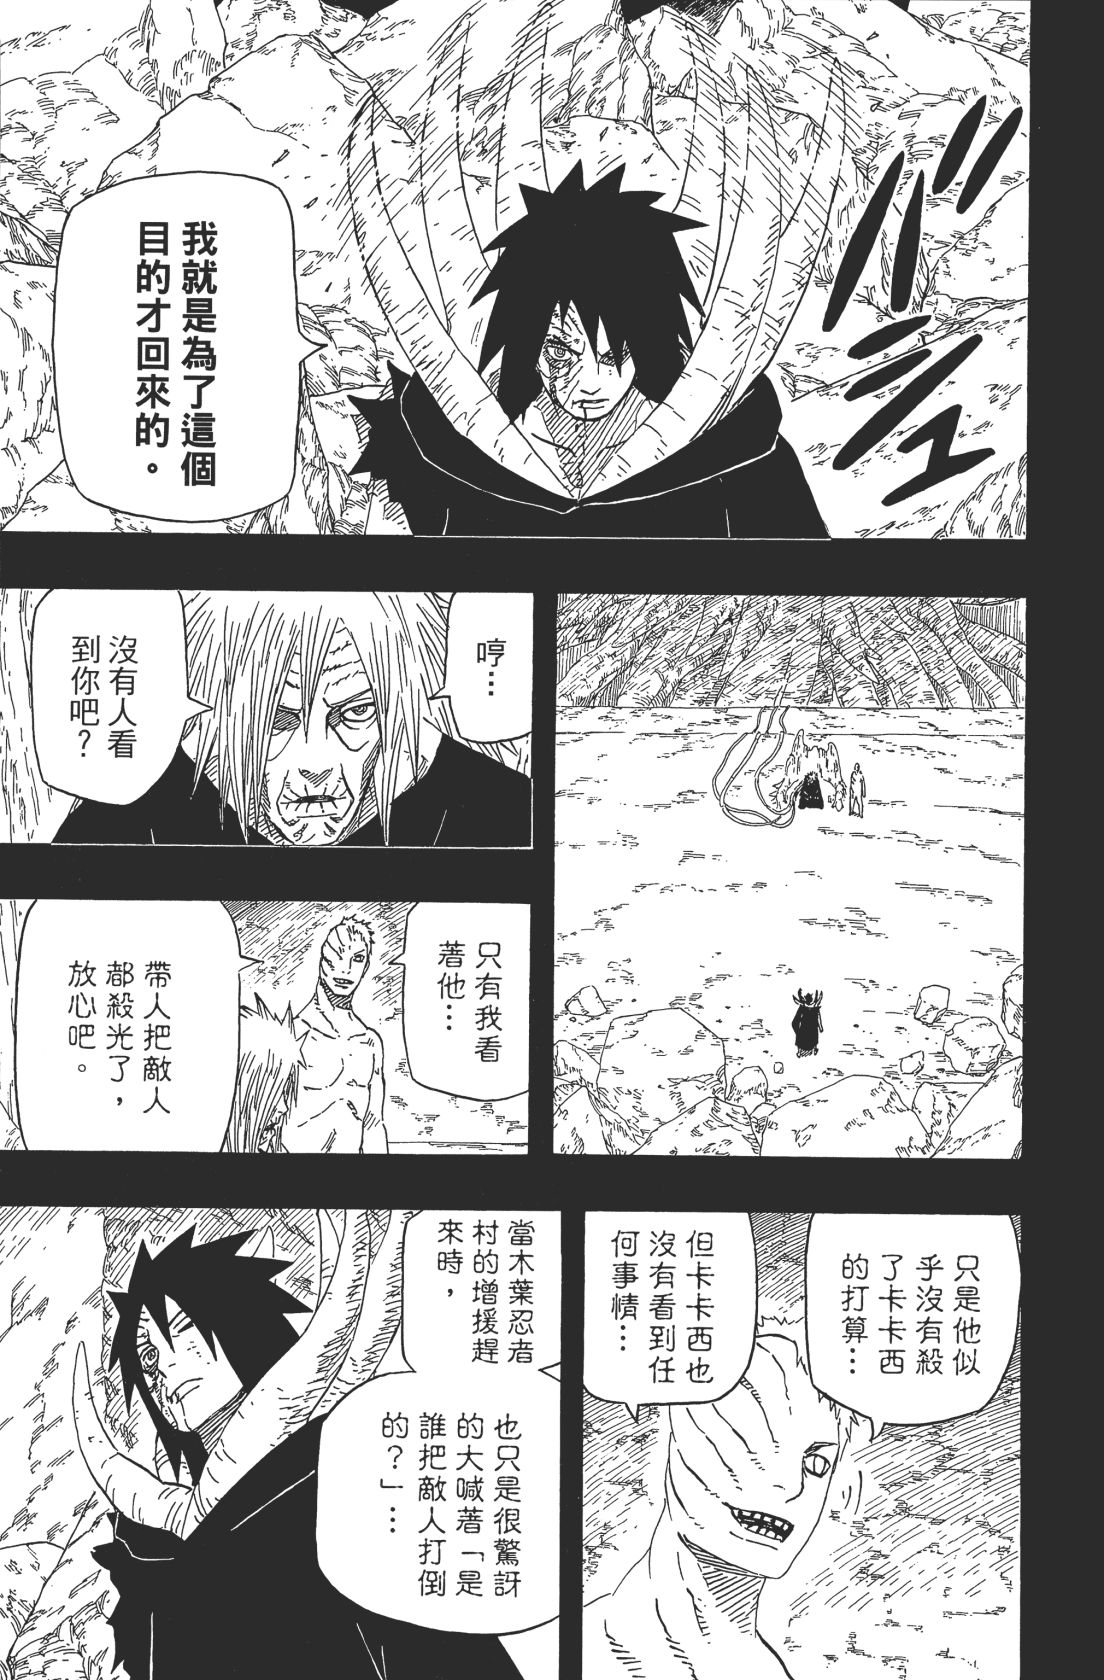 我就是為了這個
目的才回來的。
哼…
沒有人看
到你吧？
只有我看
著他…
帶人把敵人
都殺光了，
放心吧。
只是他似
乎沒有殺
了卡卡西
的打算…
但卡卡西也
沒有看到任
何事情…
當木葉忍者
村的增援趕
來時，
也只是很驚訝
的大喊著「是
誰把敵人打倒
的？」…